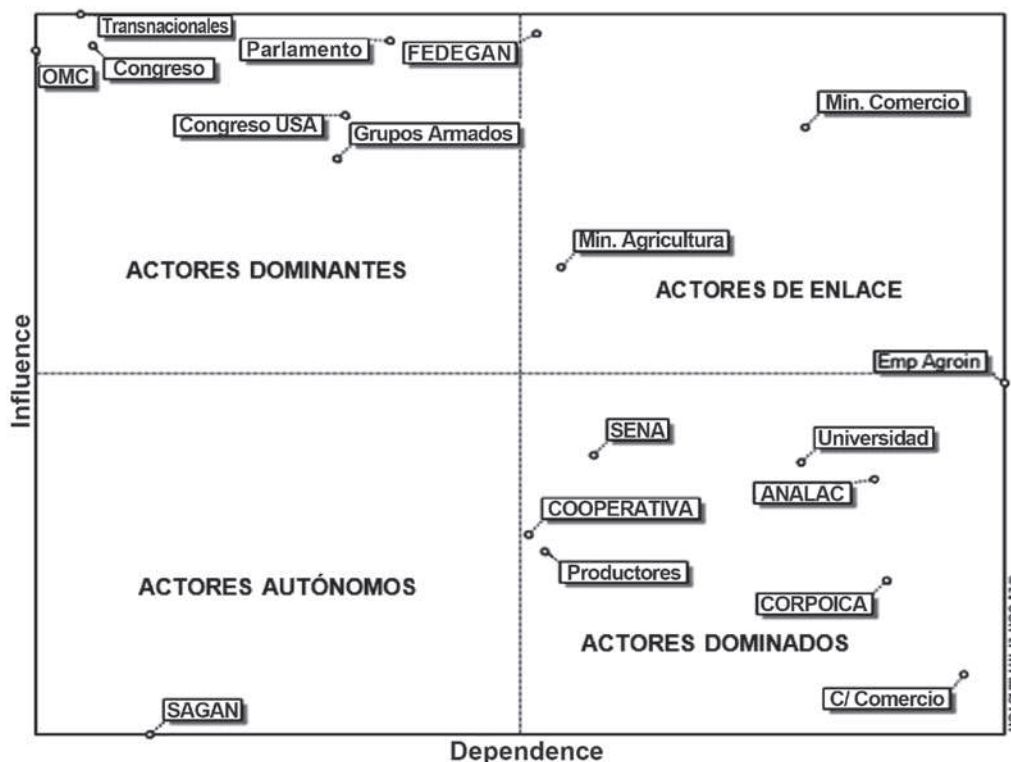 Transnacionales
Parlamento
FEDEGAN
OMC
Congreso
Min. Comercio
Congreso USA
Grupos Armados
Min. Agricultura
ACTORES DOMINANTES
ACTORES DE ENLACE
Influence
Emp Agroin
SENA
Universidad
ANALAC
COOPERATIVA
Productores
ACTORES AUTÓNOMOS
CORPOICA
ACTORES DOMINADOS
C/ Comercio
SAGAN
Dependence